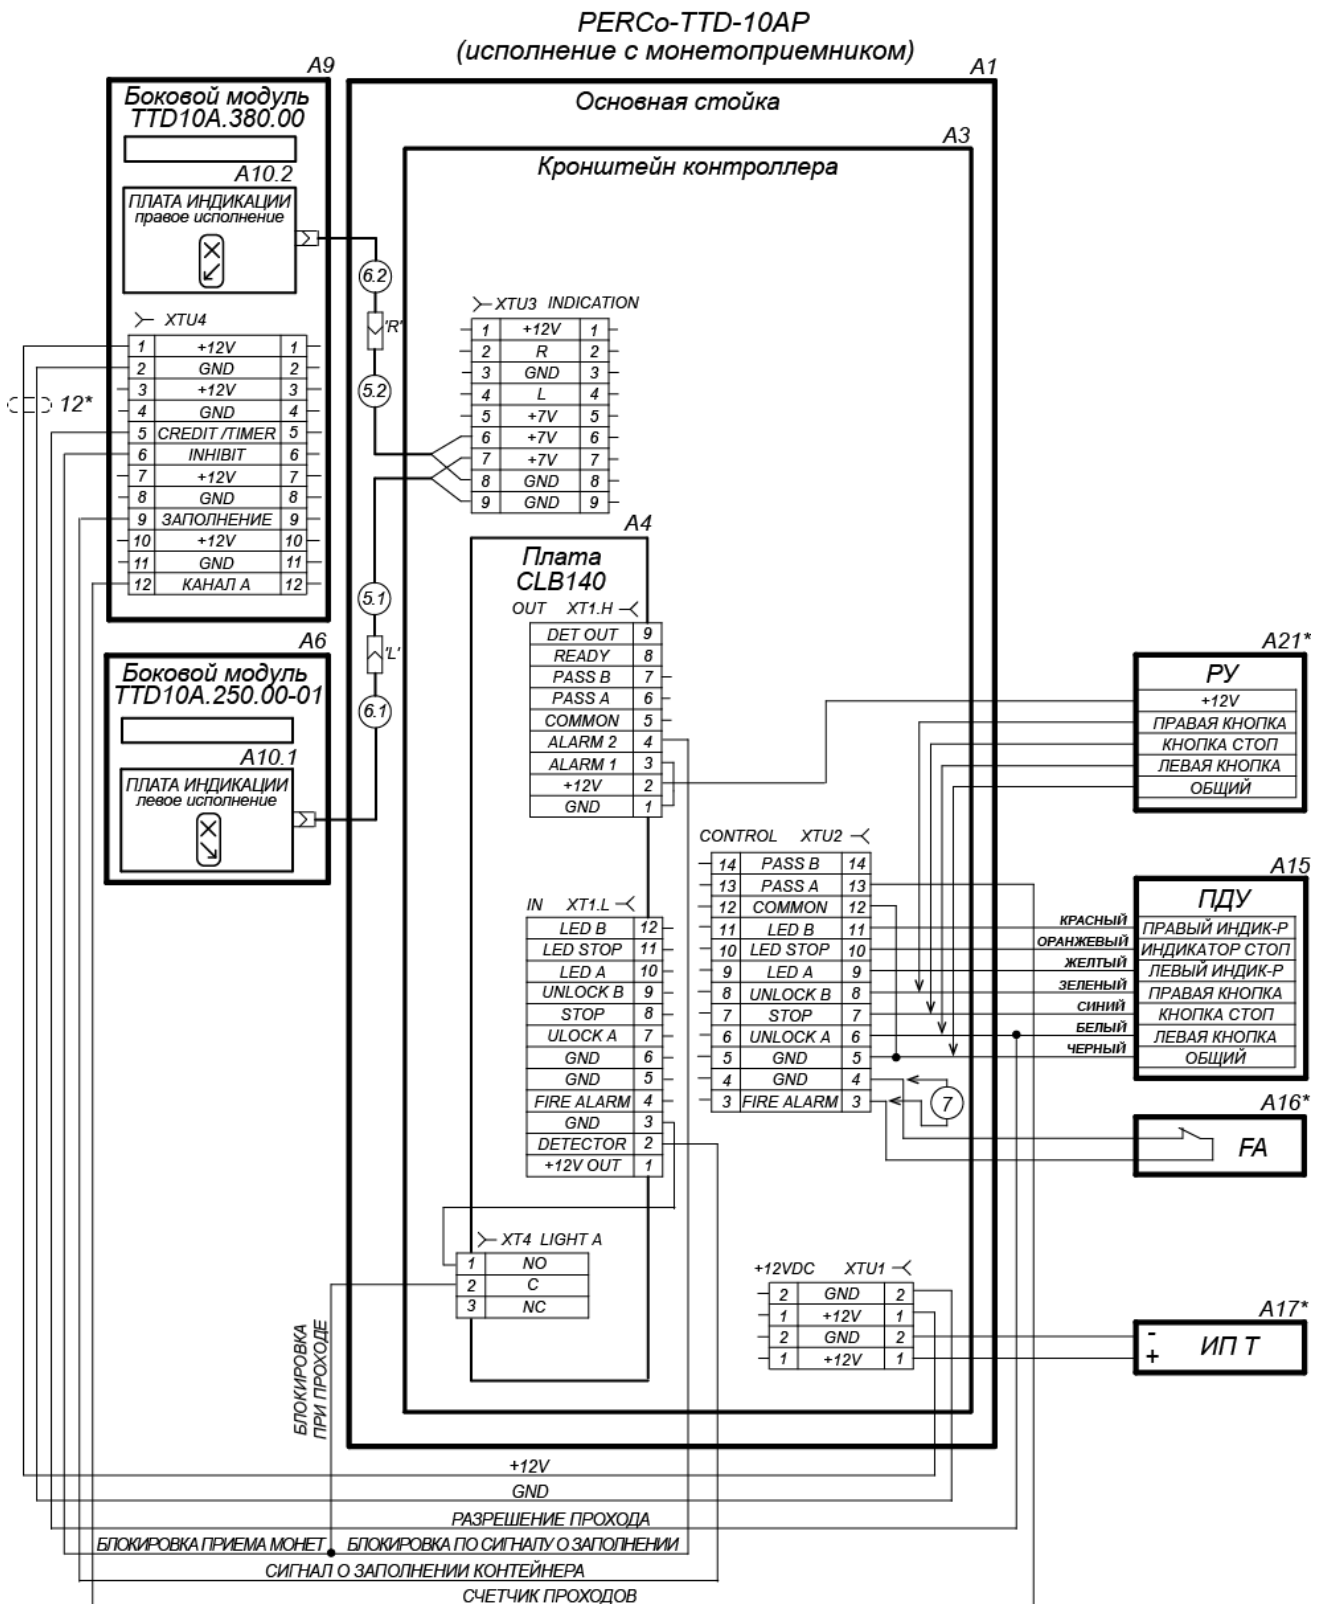 PERCo-TTD-10AP
(исполнение с монетоприемником)
A9
A1
Боковой модуль
TTD10A.380.00
Основная стойка
A3
Кронштейн контроллера
A10.2
ПЛАТА ИНДИКАЦИИ
правое исполнение
6.2
'R'
5.2
XTU4
1 +12V 1
2 GND 2
3 +12V 3
4 GND 4
5 CREDIT /TIMER 5
6 INHIBIT 6
7 +12V 7
8 GND 8
9 ЗАПОЛНЕНИЕ 9
10 +12V 10
11 GND 11
12 КАНАЛ А 12
12*
XTU3 INDICATION
1 +12V 1
2 R 2
3 GND 3
4 L 4
5 +7V 5
6 +7V 6
7 +7V 7
8 GND 8
9 GND 9
5.1
'L'
6.1
A6
Боковой модуль
TTD10A.250.00-01
A10.1
ПЛАТА ИНДИКАЦИИ
левое исполнение
A4
Плата
CLB140
OUT XT1.H
DET OUT 9
READY 8
PASS B 7
PASS A 6
COMMON 5
ALARM 2 4
ALARM 1 3
+12V 2
GND 1
IN XT1.L
LED B 12
LED STOP 11
LED A 10
UNLOCK B 9
STOP 8
ULOCK A 7
GND 6
GND 5
FIRE ALARM 4
GND 3
DETECTOR 2
+12V OUT 1
XT4 LIGHT A
1 NO
2 C
3 NC
CONTROL XTU2
14 PASS B 14
13 PASS A 13
12 COMMON 12
11 LED B 11
10 LED STOP 10
9 LED A 9
8 UNLOCK B 8
7 STOP 7
6 UNLOCK A 6
5 GND 5
4 GND 4
3 FIRE ALARM 3
7
+12VDC XTU1
2 GND 2
1 +12V 1
2 GND 2
1 +12V 1
A21*
РУ
+12V
ПРАВАЯ КНОПКА
КНОПКА СТОП
ЛЕВАЯ КНОПКА
ОБЩИЙ
A15
ПДУ
КРАСНЫЙ ПРАВЫЙ ИНДИК-Р
ОРАНЖЕВЫЙ ИНДИКАТОР СТОП
ЖЕЛТЫЙ ЛЕВЫЙ ИНДИК-Р
ЗЕЛЕНЫЙ ПРАВАЯ КНОПКА
СИНИЙ КНОПКА СТОП
БЕЛЫЙ ЛЕВАЯ КНОПКА
ЧЕРНЫЙ ОБЩИЙ
A16*
FA
A17*
-
+
ИП Т
БЛОКИРОВКА
ПРИ ПРОХОДЕ
+12V
GND
РАЗРЕШЕНИЕ ПРОХОДА
БЛОКИРОВКА ПРИЕМА МОНЕТ БЛОКИРОВКА ПО СИГНАЛУ О ЗАПОЛНЕНИИ
СИГНАЛ О ЗАПОЛНЕНИИ КОНТЕЙНЕРА
СЧЕТЧИК ПРОХОДОВ